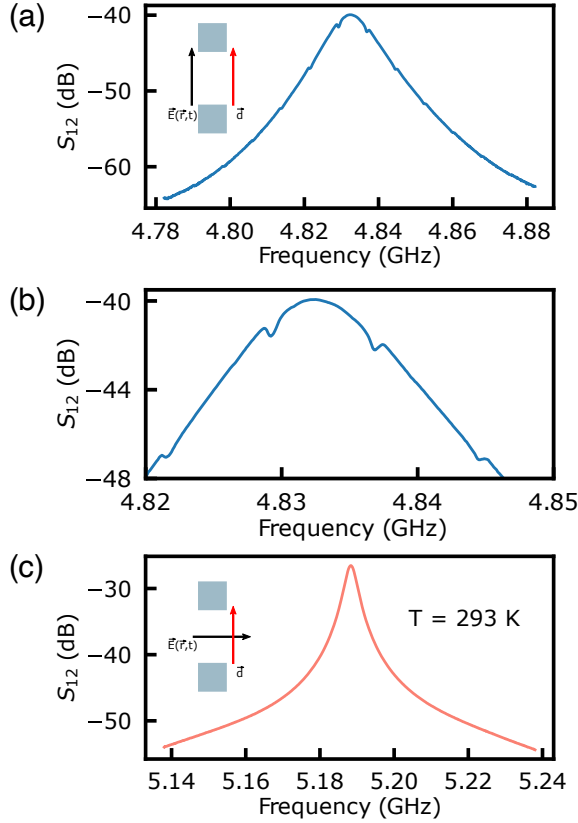 (a)
−40
−50
−60
S12 (dB)
E⃗(r⃗,t)
d⃗
4.78 4.80 4.82 4.84 4.86 4.88
Frequency (GHz)
(b)
−40
−44
−48
S12 (dB)
4.82 4.83 4.84 4.85
Frequency (GHz)
(c)
−30
−40
−50
S12 (dB)
T = 293 K
E⃗(r⃗,t)
d⃗
5.14 5.16 5.18 5.20 5.22 5.24
Frequency (GHz)